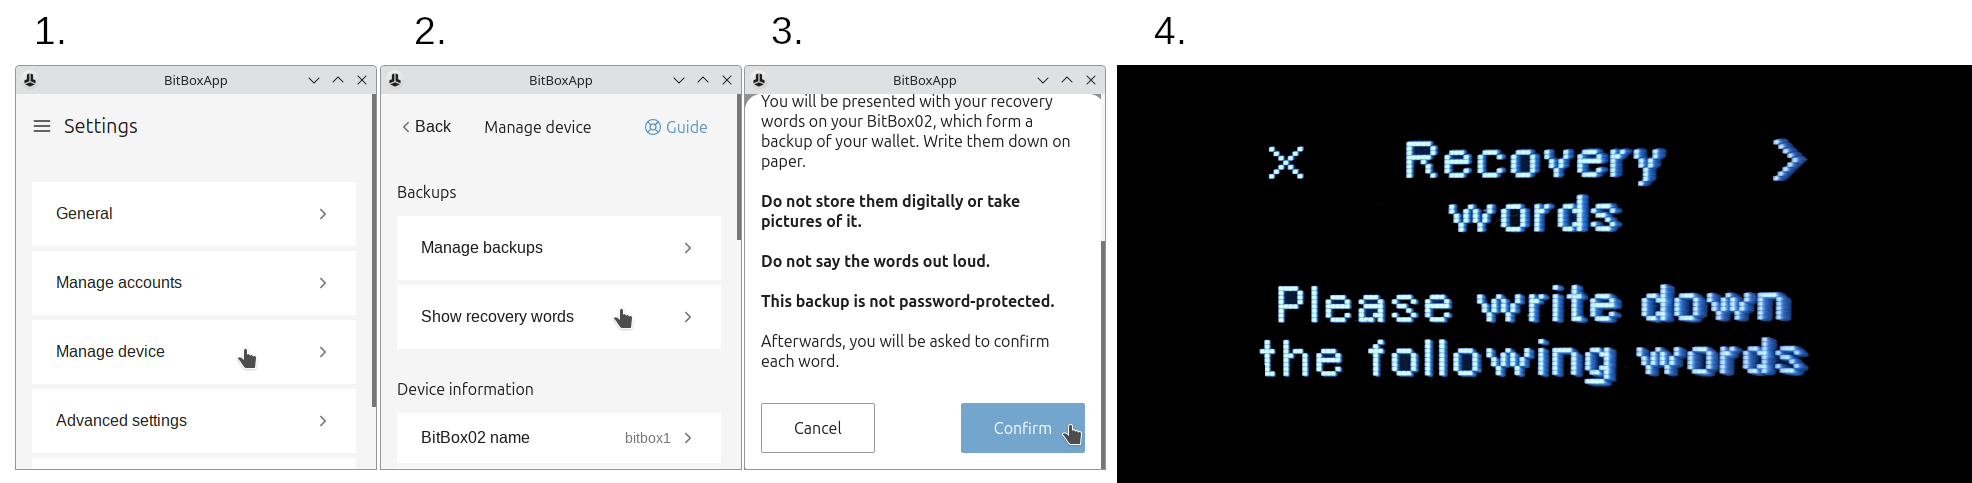 1.
BitBoxApp
Settings
General
Manage accounts
Manage device
Advanced settings
2.
BitBoxApp
Back Manage device Guide
Backups
Manage backups
Show recovery words
Device information
BitBox02 name bitbox1
3.
BitBoxApp
You will be presented with your recovery
words on your BitBox02, which form a
backup of your wallet. Write them down on
paper.
Do not store them digitally or take
pictures of it.
Do not say the words out loud.
This backup is not password-protected.
Afterwards, you will be asked to confirm
each word.
Cancel Confirm
4.
Recovery
words
Please write down
the following words